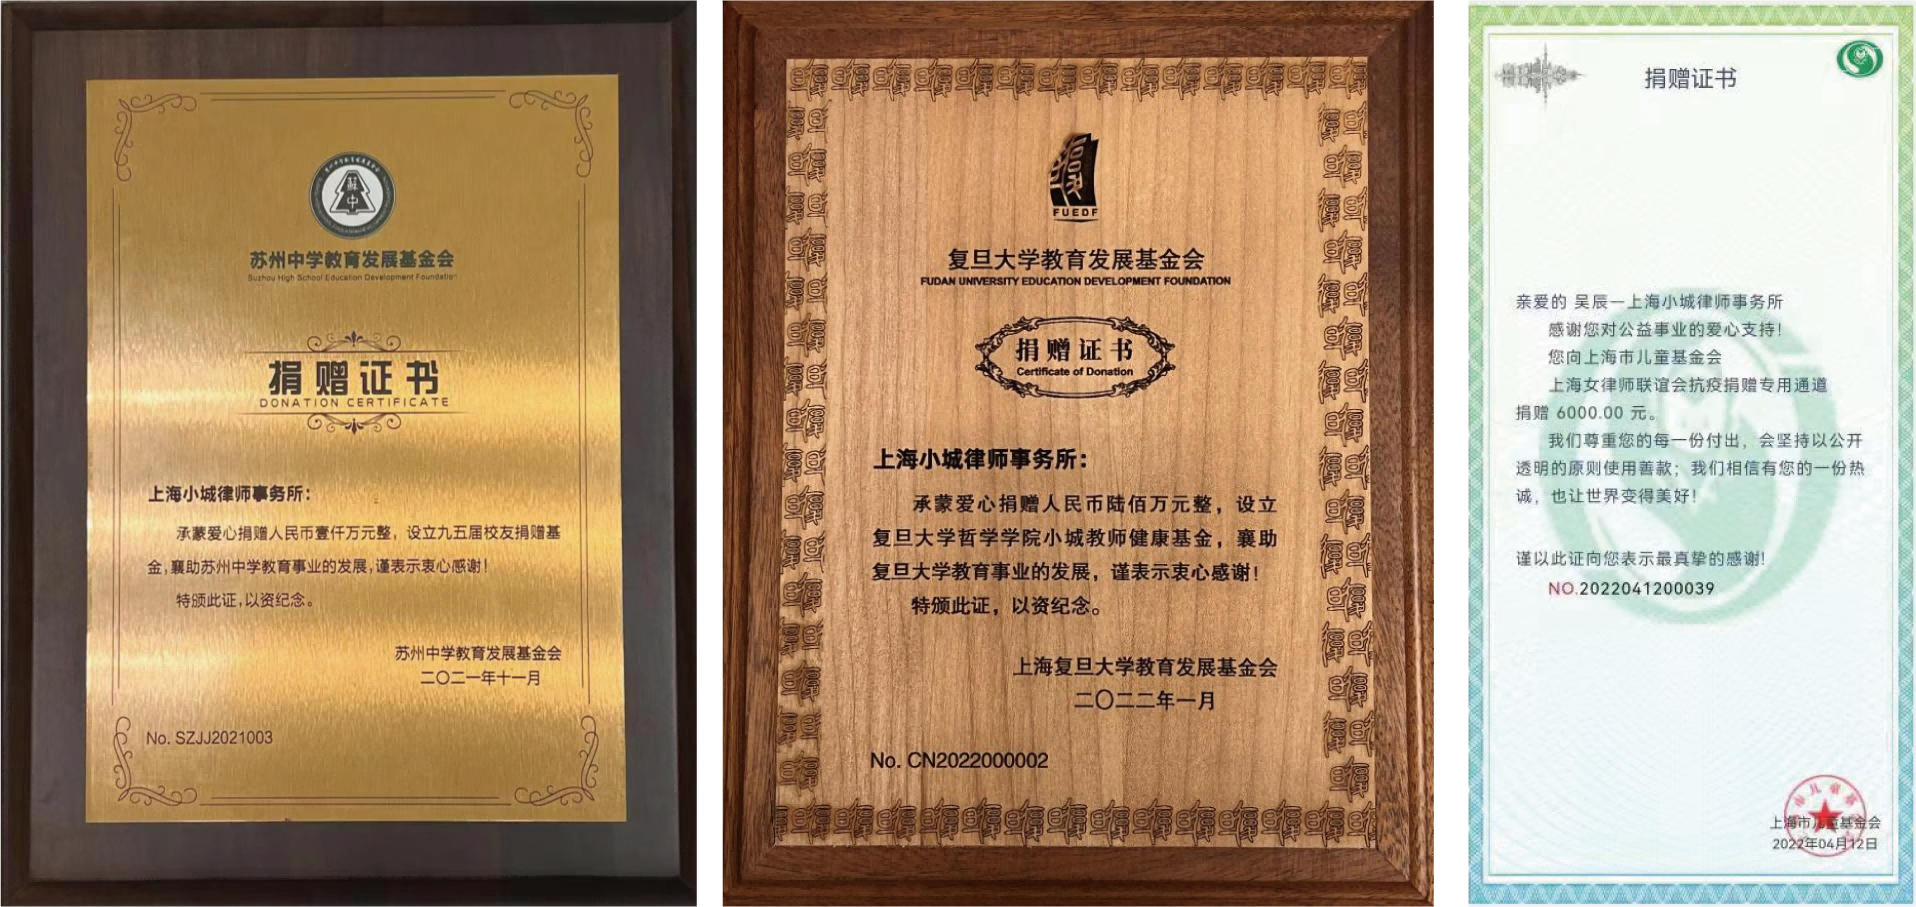 蘇
中
苏州中学教育发展基金会
Suzhou High School Education Development Foundation
捐赠证书
DONATION CERTIFICATE
上海小城律师事务所：
承蒙爱心捐赠人民币壹仟万元整，设立九五届校友捐赠基
金，襄助苏州中学教育事业的发展，谨表示衷心感谢！
特颁此证，以资纪念。
苏州中学教育发展基金会
二〇二一年十一月
No. SZJJ2021003
FUEDF
复旦大学教育发展基金会
FUDAN UNIVERSITY EDUCATION DEVELOPMENT FOUNDATION
捐赠证书
Certificate of Donation
上海小城律师事务所：
承蒙爱心捐赠人民币陆佰万元整，设立
复旦大学哲学学院小城教师健康基金，襄助
复旦大学教育事业的发展，谨表示衷心感谢！
特颁此证，以资纪念。
上海复旦大学教育发展基金会
二〇二二年一月
No. CN2022000002
捐赠证书
亲爱的 吴辰—上海小城律师事务所
感谢您对公益事业的爱心支持！
您向上海市儿童基金会
上海女律师联谊会抗疫捐赠专用通道
捐赠 6000.00 元。
我们尊重您的每一份付出，会坚持以公开
透明的原则使用善款；我们相信有您的一份热
诚，也让世界变得美好！
谨以此证向您表示最真挚的感谢！
NO.2022041200039
上海市儿童基金会
2022年04月12日